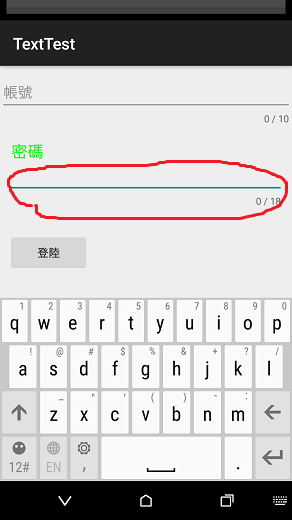 TextTest
帳號
0 / 10
密碼
0 / 18
登陸
1 2 3 4 5 6 7 8 9 0
q w e r t y u i o p
! @ # $ % & + ? /
a s d f g h j k l
_ " ' ( ) - :
z x c v b n m
12# EN , .